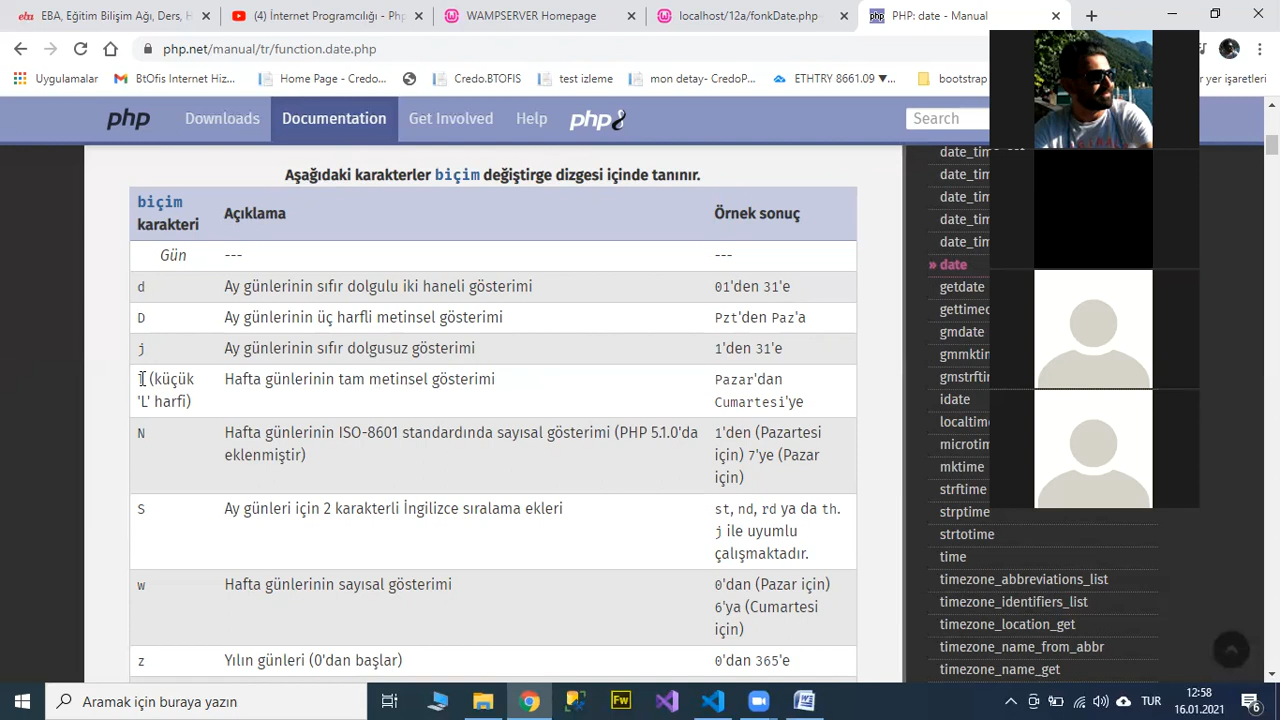 EBA, Eğitim Bilişim Ağı, Ders, H
(4) İnternet Programcılığı - Php
WAMPSERVER Homepage
localhost/12a/fonkDate.php
PHP: date - Manual
php.net/manual/tr/function.date.php
Uygulamalar
BtOfis Internet Hiz...
Home Page - Credo...
Credo.BTOFIS
test izleme
mon detay- CredoP...
ETHTRY 8661.09
bootstrap
yer işaretleri
php
Downloads
Documentation
Get Involved
Help
php8
Search
Aşağıdaki karakterler biçim değiştirge dizgesi içinde tanınır.
biçim karakteri
Açıklama
Örnek sonuç
Gün
---
---
d
Ay günlerinin sıfır dolgulu iki haneli gösterimi
01'den 31'e
D
Ay günlerinin üç harfli metinsel gösterimi
Pzt'den Paz'a
j
Ay günlerinin sıfır dolgusuz gösterimi
1'den 31'e
l (küçük
'L' harfi)
Hafta günlerinin tam metinsel gösterimi
Pazar'dan
Cumartesi'ye
N
Hafta günlerinin ISO-8601 standardında sayısal gösterimi (PHP 5.1.0'da
eklenmiştir)
1'den (Pazartesi
için) 7'ye (Pazar
için)
S
Ay günleri için 2 karakterli İngilizce sıralama ekleri
st, nd, rd ya da th.
j ile uyumlu
çalışmaktadır.
w
Hafta günlerinin sayısal gösterimi
0'dan (Pazar için)
6'ya (Cumartesi
için)
z
Yılın günleri (0'dan başlar)
0'dan 365'e
date_tim
date_tim
date_tim
date_tim
» date
getdate
gettimeo
gmdate
gmmktim
gmstrftim
idate
localtime
microtim
mktime
strftime
strptime
strtotime
time
timezone_abbreviations_list
timezone_identifiers_list
timezone_location_get
timezone_name_from_abbr
timezone_name_get
Aramak için buraya yazın
Fw
TUR
12:58
16.01.2021
6